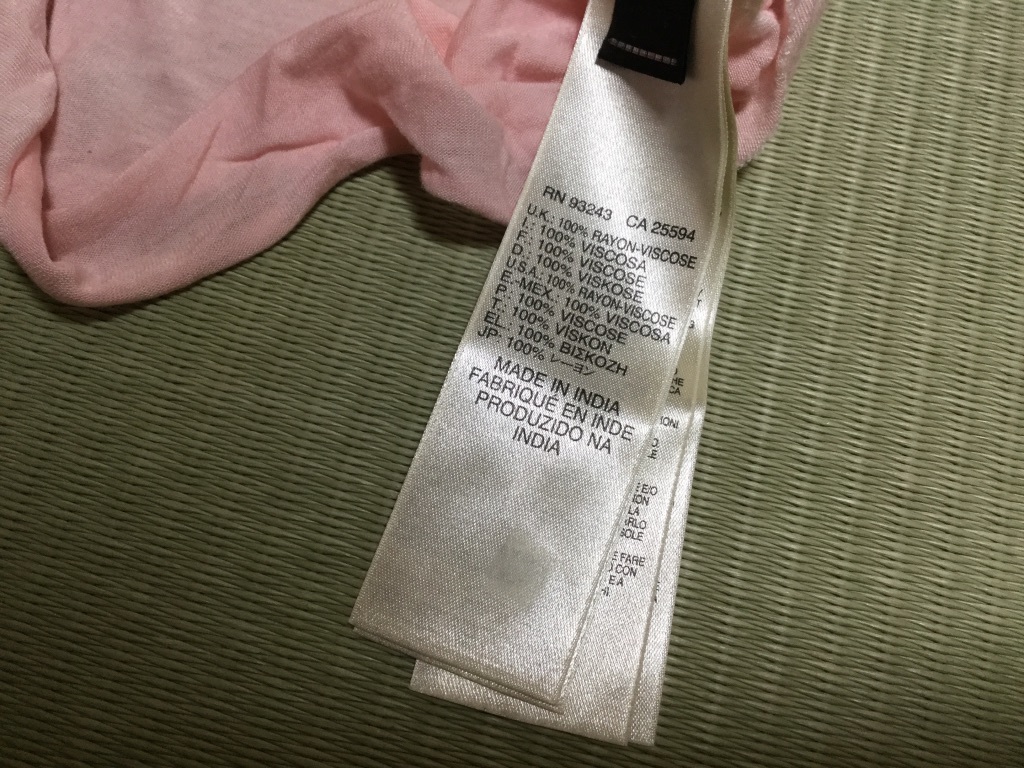 RN 93243 CA 25594
U.K.: 100% RAYON-VISCOSE
I.: 100% VISCOSA
F.: 100% VISCOSE
D.: 100% VISKOSE
U.S.A.: 100% RAYON-VISCOSE
E.-MEX. 100% VISCOSA
P.: 100% VISCOSE
T.: 100% VİSKON
EL: 100% ΒΙΣΚΟΖΗ
JP: 100% レーヨン
MADE IN INDIA
FABRIQUÉ EN INDE
PRODUZIDO NA
INDIA